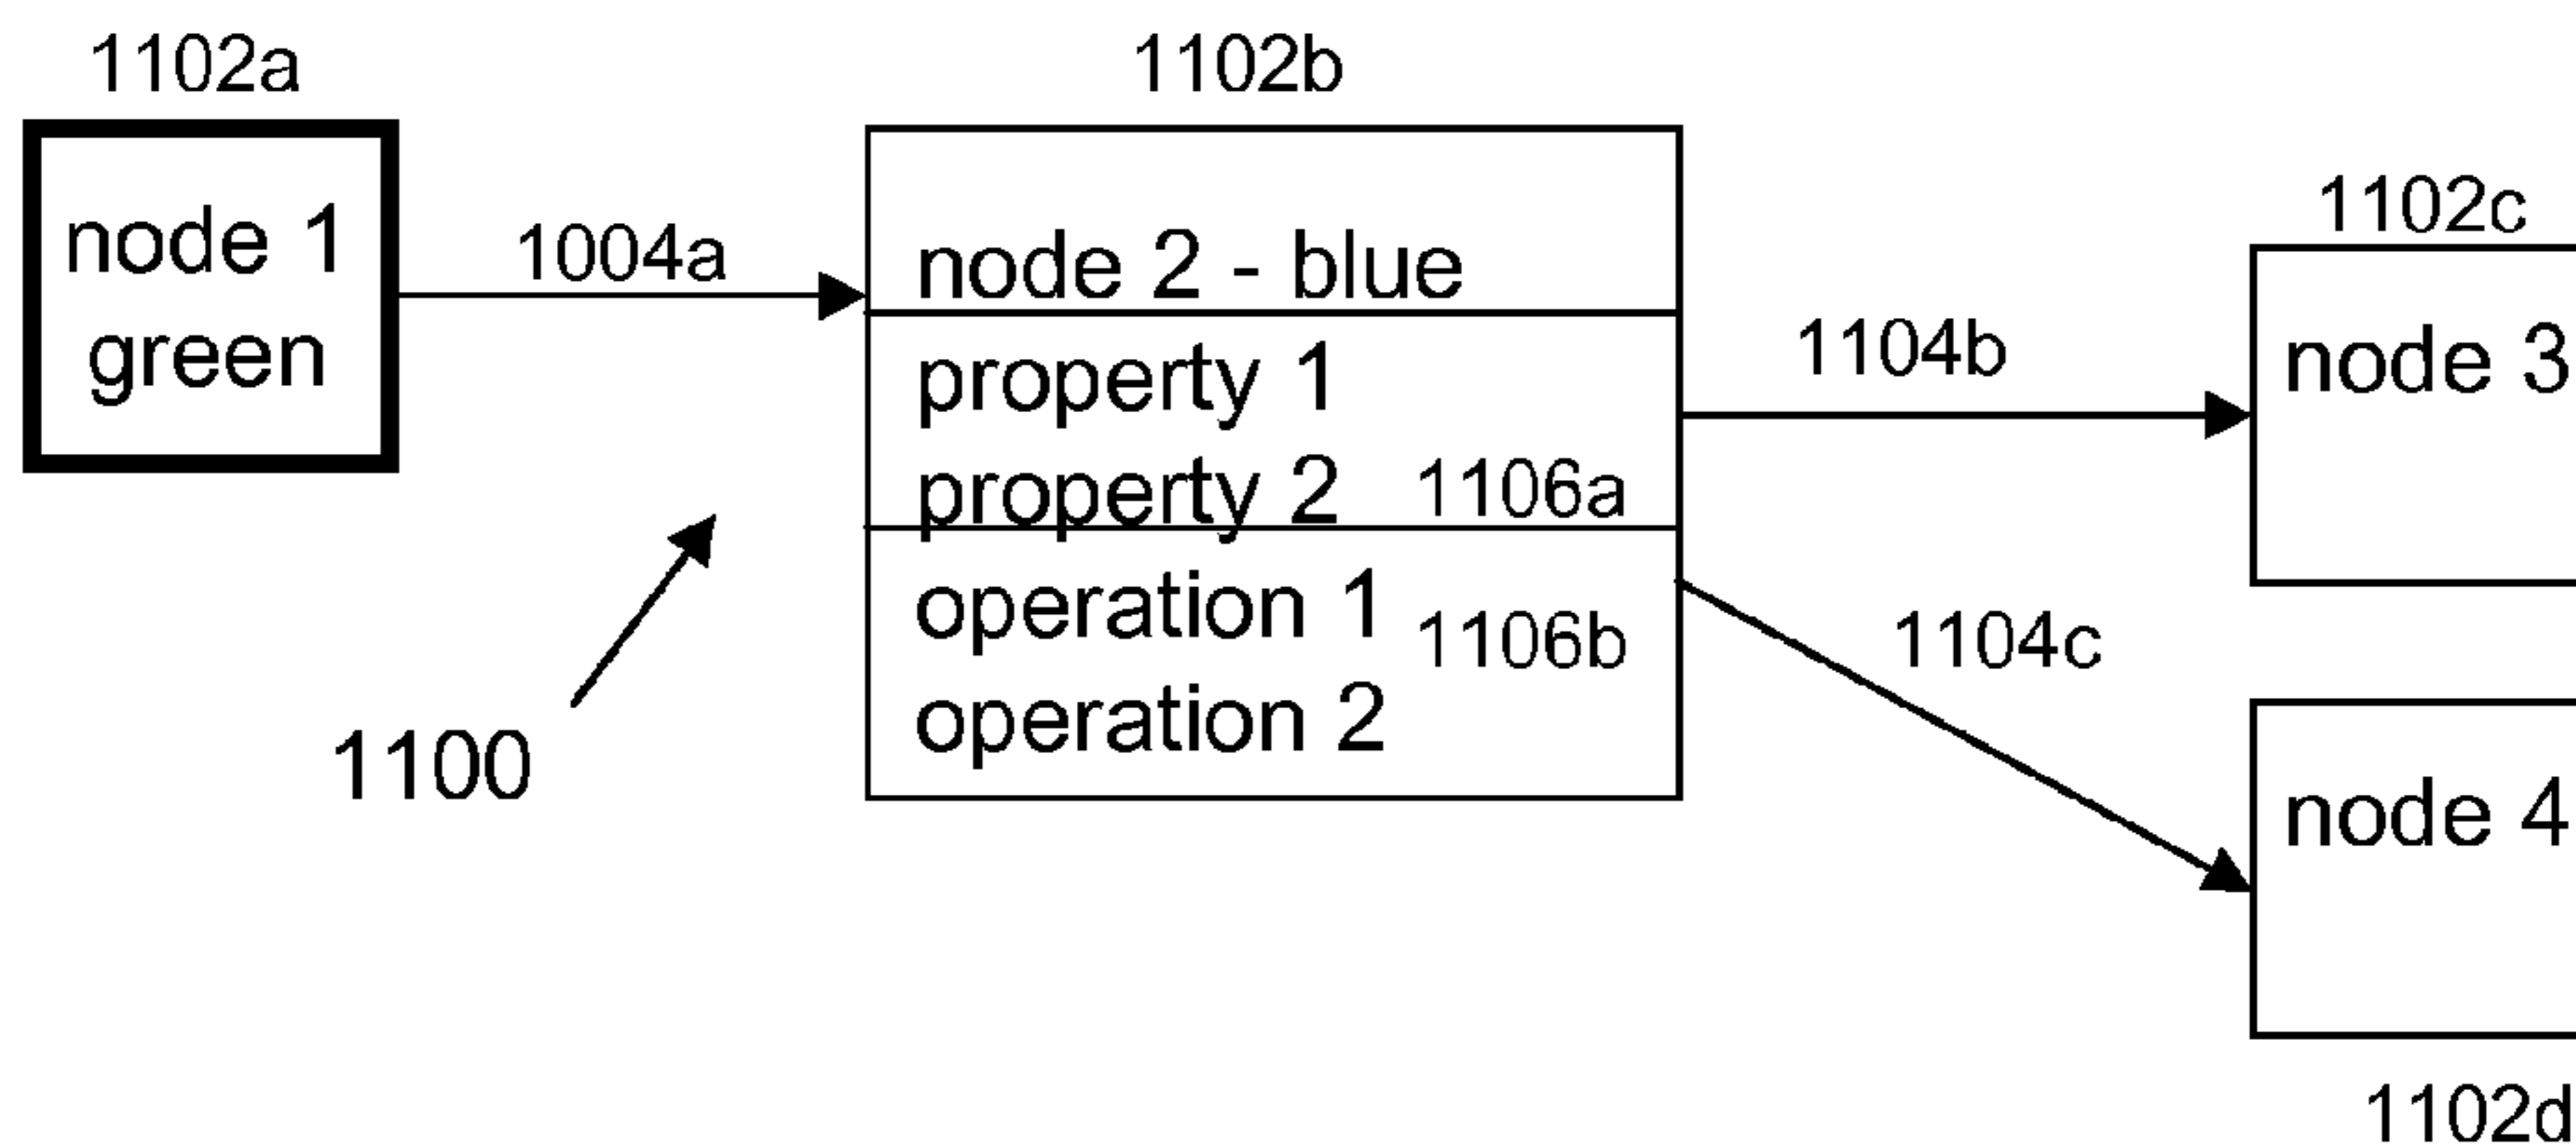 1102a
node 1
green
1004a
1102b
node 2 - blue
property 1
property 2 1106a
operation 1
1106b
operation 2
1104b
1102c
node 3
1104c
node 4
1102d
1100